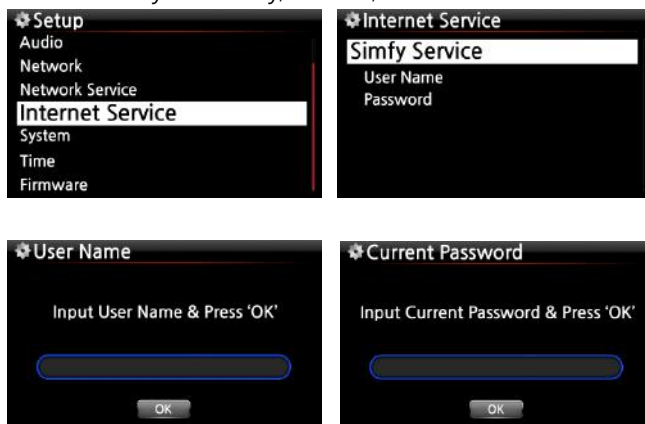 Setup
Audio
Network
Network Service
Internet Service
System
Time
Firmware
Internet Service
Simfy Service
User Name
Password
User Name
Input User Name & Press ‘OK’
OK
Current Password
Input Current Password & Press ‘OK’
OK